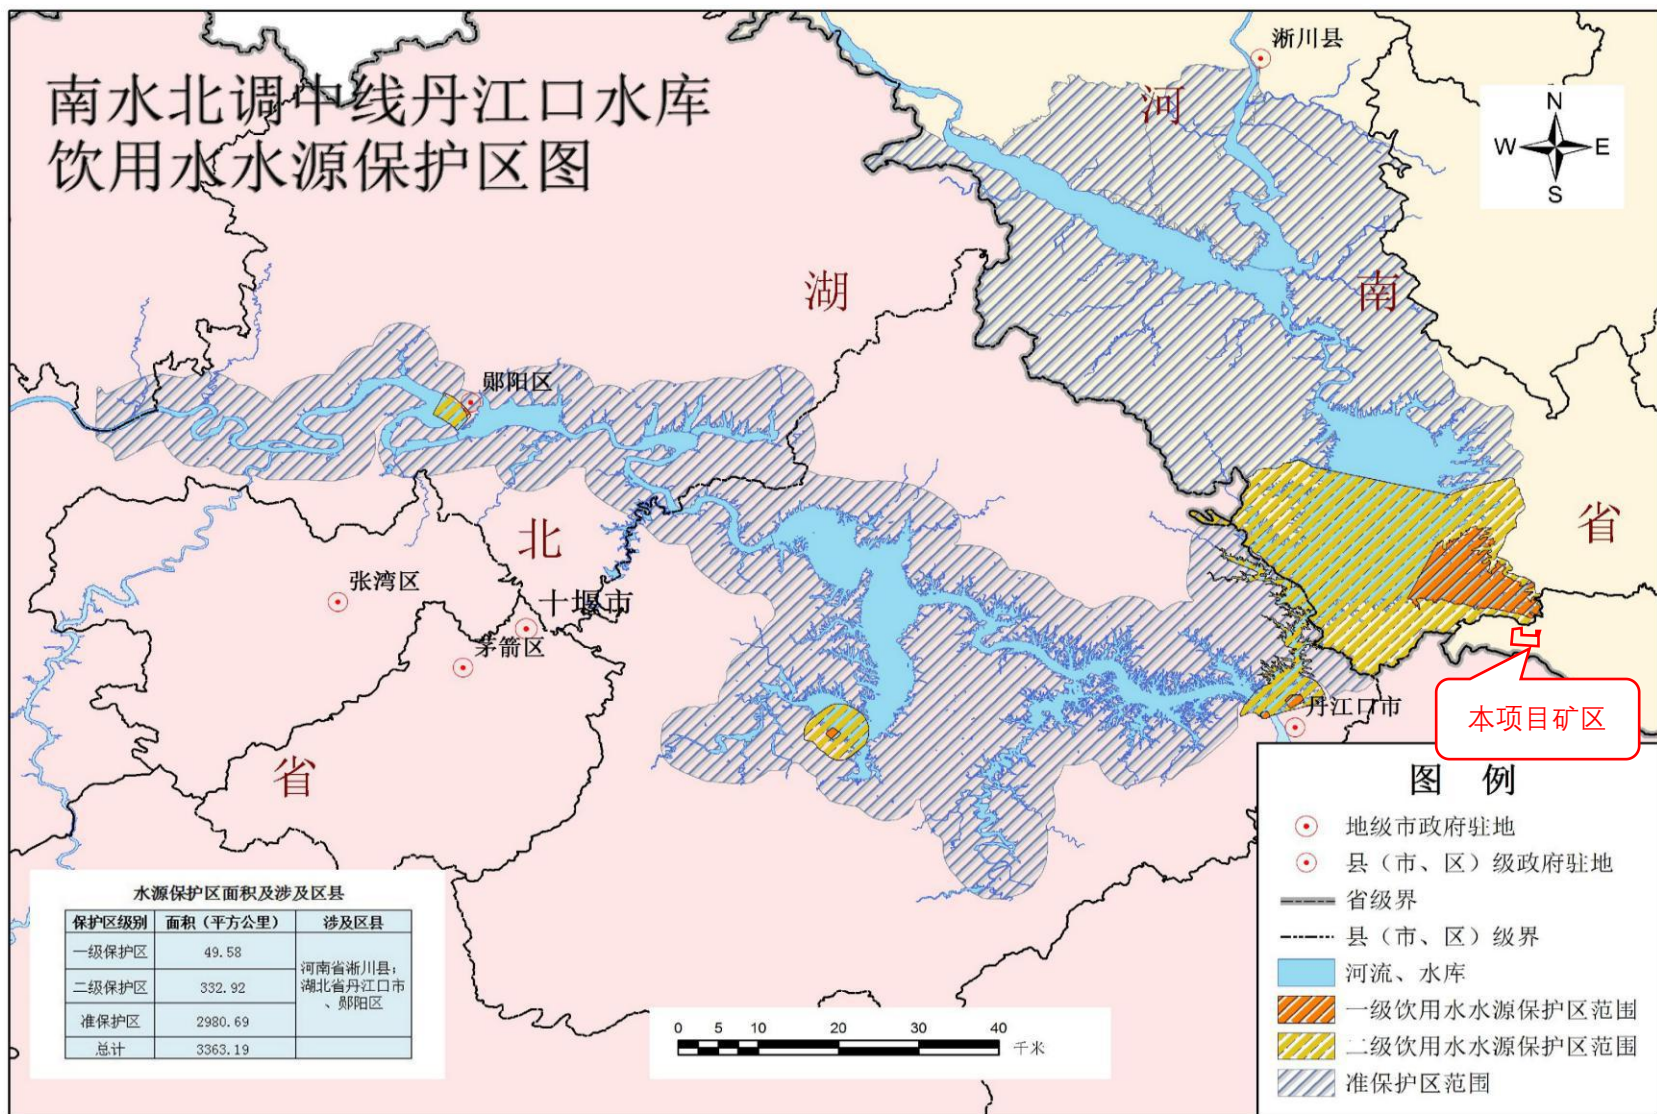 南水北调中线丹江口水库
饮用水水源保护区图
淅川县
河
N
W
E
S
湖
南
郧阳区
省
北
张湾区
十堰市
茅箭区
丹江口市
本项目矿区
省
图 例
地级市政府驻地
县（市、区）级政府驻地
省级界
县（市、区）级界
河流、水库
一级饮用水水源保护区范围
二级饮用水水源保护区范围
准保护区范围
水源保护区面积及涉及区县
保护区级别 面积（平方公里） 涉及区县
一级保护区 49.58
河南省淅川县；
湖北省丹江口市
、郧阳区
二级保护区 332.92
准保护区 2980.69
总计 3363.19
0 5 10 20 30 40
千米